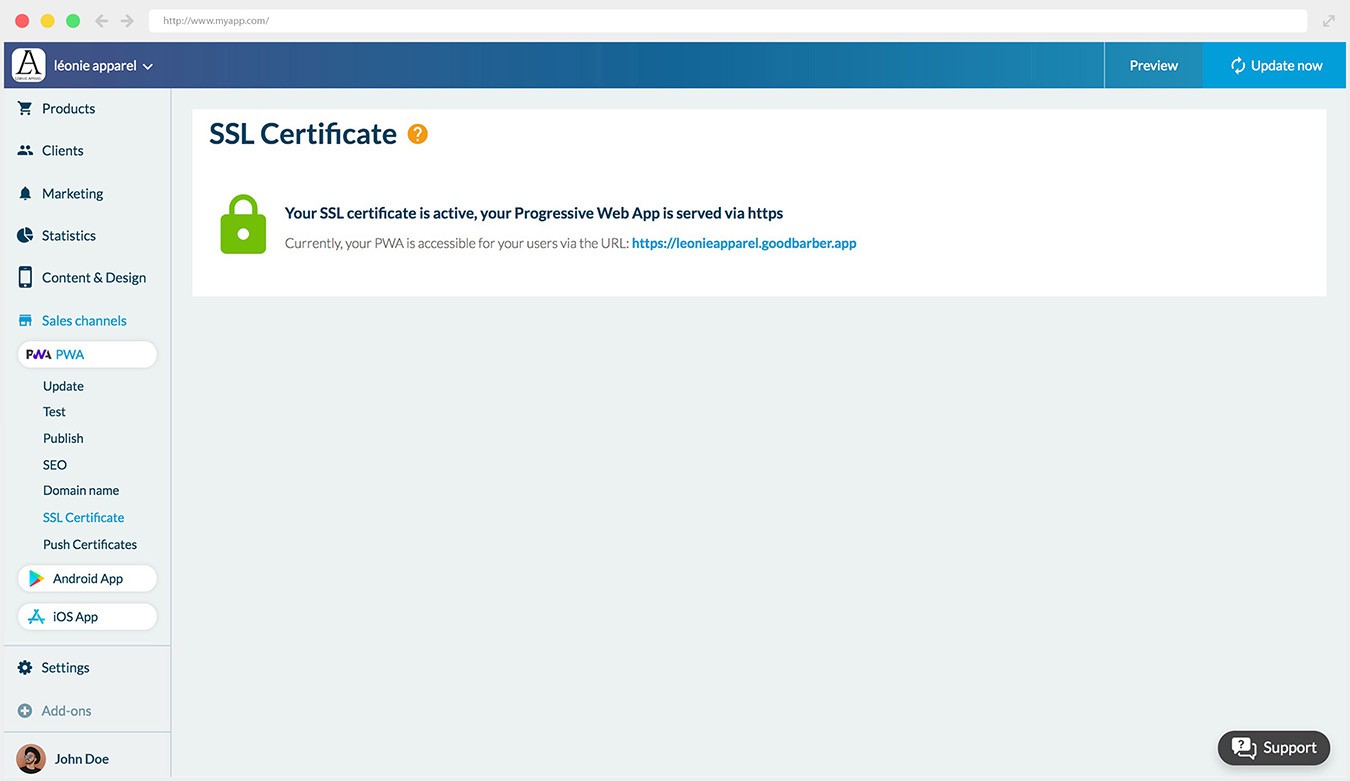 http://www.myapp.com/
léonie apparel
Preview
Update now
Products
Clients
Marketing
Statistics
Content & Design
Sales channels
PWA PWA
Update
Test
Publish
SEO
Domain name
SSL Certificate
Push Certificates
Android App
iOS App
Settings
Add-ons
John Doe
SSL Certificate ?
Your SSL certificate is active, your Progressive Web App is served via https
Currently, your PWA is accessible for your users via the URL: https://leonieapparel.goodbarber.app
Support